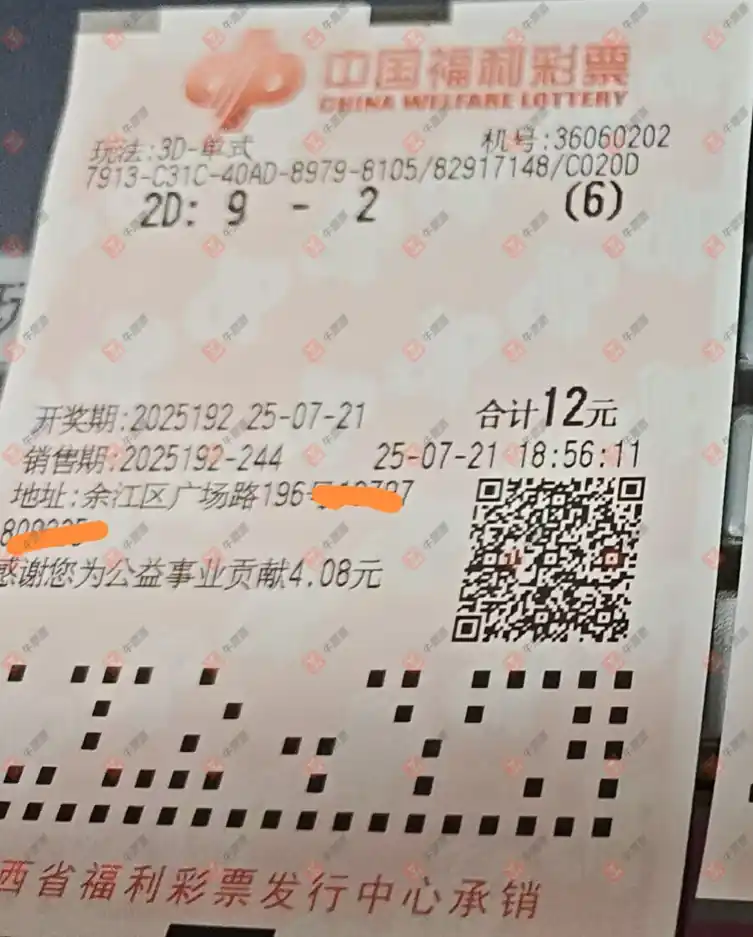 中国福利彩票
CHINA WELFARE LOTTERY
玩法:3D-单式 机号:36060202
7913-C31C-40AD-8979-8105/82917148/C020D
2D: 9 - 2 (6)
开奖期:2025192 25-07-21 合计12元
销售期:2025192-244 25-07-21 18:56:11
地址:余江区广场路196号
感谢您为公益事业贡献4.08元
西省福利彩票发行中心承销